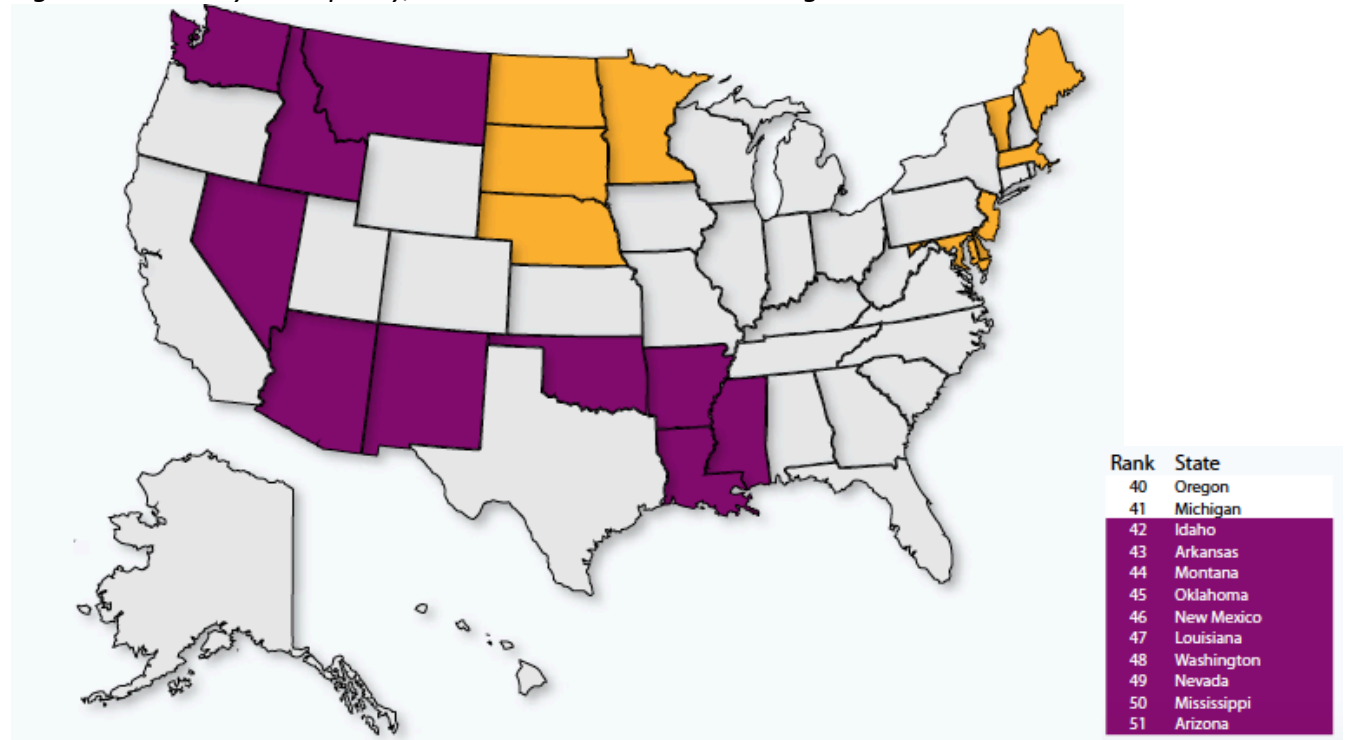 Rank State
40 Oregon
41 Michigan
42 Idaho
43 Arkansas
44 Montana
45 Oklahoma
46 New Mexico
47 Louisiana
48 Washington
49 Nevada
50 Mississippi
51 Arizona